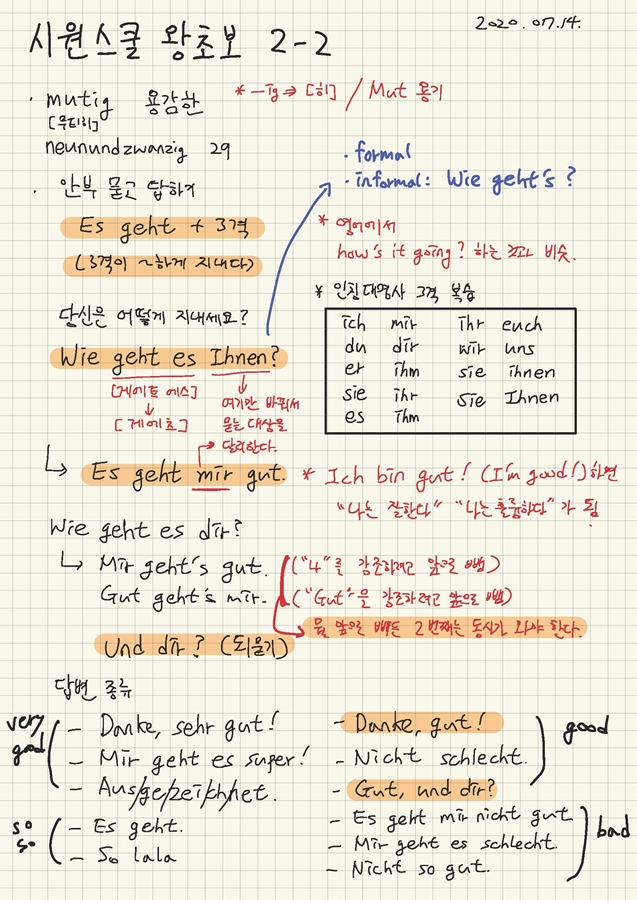 시원스쿨 왕초보 2-2
2020.07.14.
· mutig 용감한 * -ig ⇒ [히] / Mut 용기
[무티히]
neunundzwanzig 29
· 안부 묻고 답하기
Es geht + 3격
(3격이 ~하게 지내다)
· formal
· informal: Wie geht's?
* 영어에서
how's it going? 하는 것과 비슷.
당신은 어떻게 지내세요?
Wie geht es Ihnen?
[게에트 에스]
↓
[게에츠]
↓
여기만 바꿔서
묻는 대상을
달리한다.
* 인칭대명사 3격 복습
ich mir ihr euch
du dir wir uns
er ihm sie ihnen
sie ihr Sie Ihnen
es ihm
↳ Es geht mir gut.
* Ich bin gut! (I'm good!)하면
"나는 잘한다" "나는 훌륭하다"가 됨.
Wie geht es dir?
↳ Mir geht's gut. ("나"를 강조하려고 앞으로 뺌)
Gut geht's mir. ("Gut"을 강조하려고 앞으로 뺌)
→ 뭘 앞으로 빼든 2번째는 동사가 와야 한다.
Und dir? (되묻기)
답변 종류
very good
- Danke, sehr gut!
- Mir geht es super!
- Aus/ge/zei/ch/net.
so so
- Es geht.
- So lala
- Danke, gut!
- Nicht schlecht.
- Gut, und dir?
good
- Es geht mir nicht gut.
- Mir geht es schlecht.
- Nicht so gut.
bad